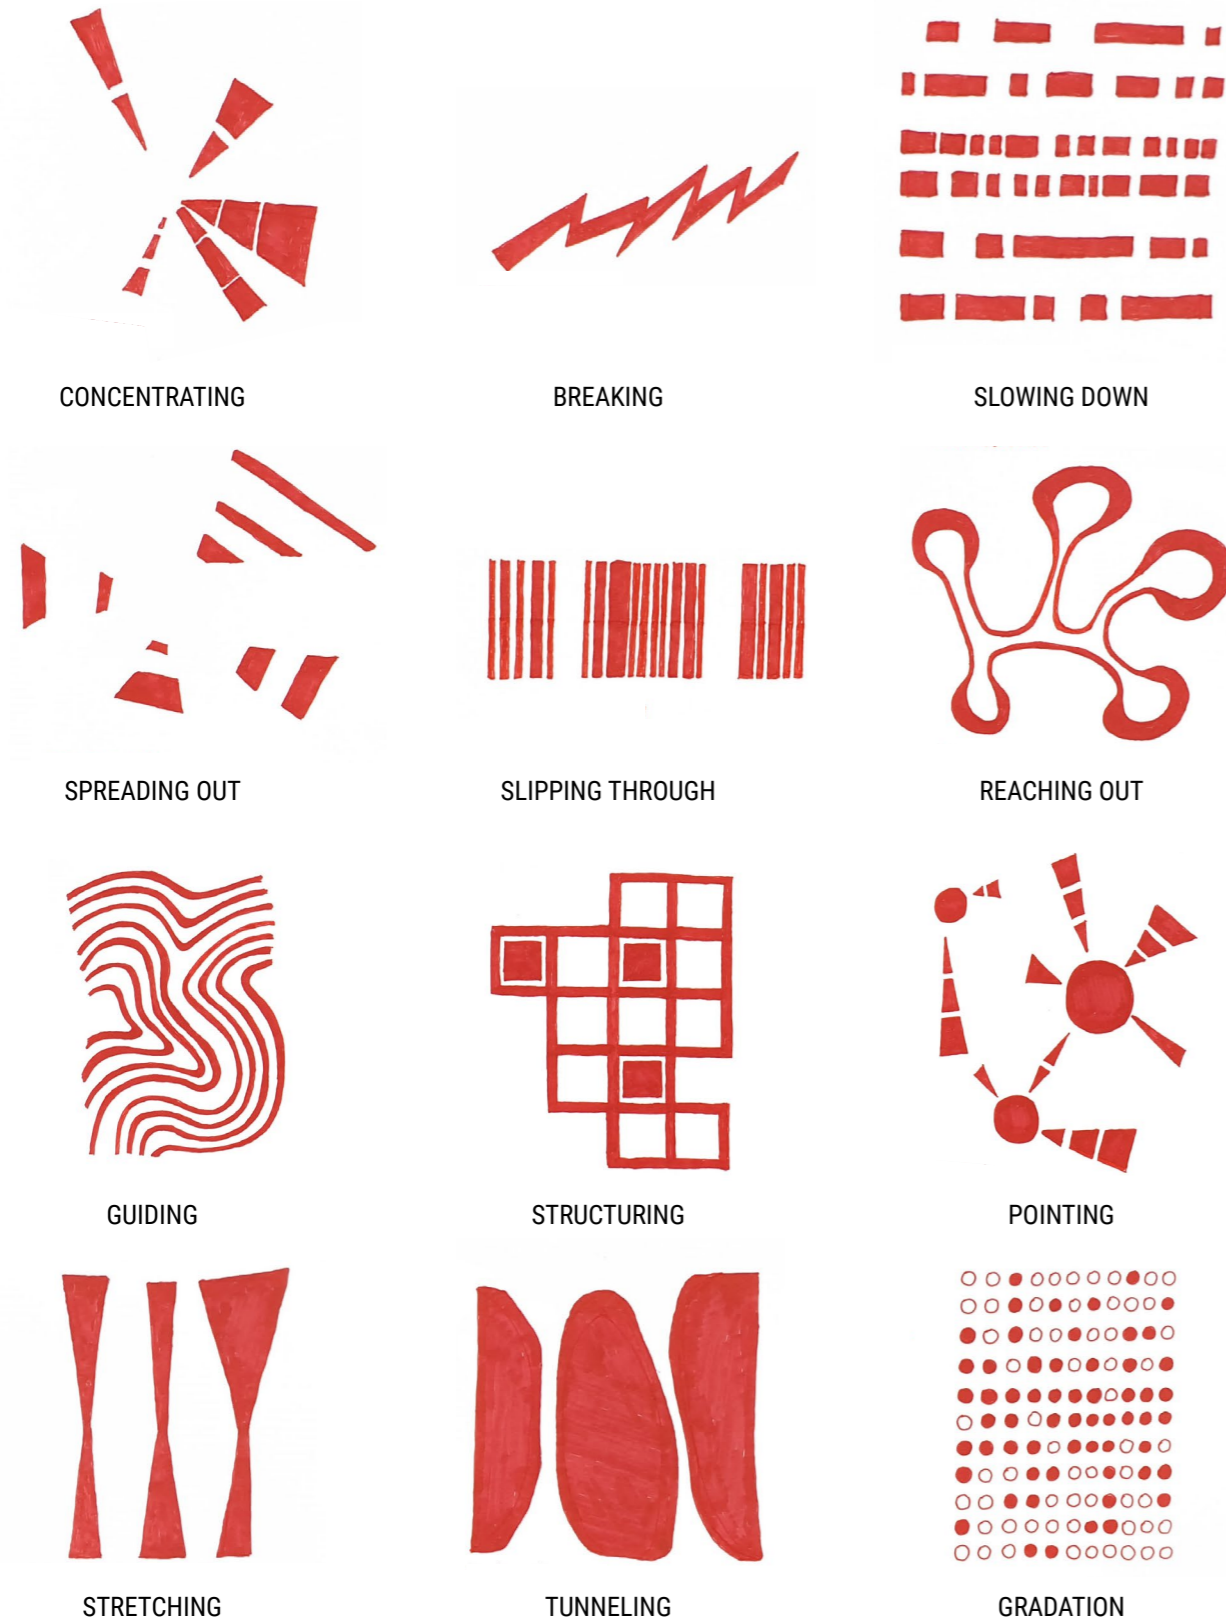 CONCENTRATING
BREAKING
SLOWING DOWN
SPREADING OUT
SLIPPING THROUGH
REACHING OUT
GUIDING
STRUCTURING
POINTING
STRETCHING
TUNNELING
GRADATION